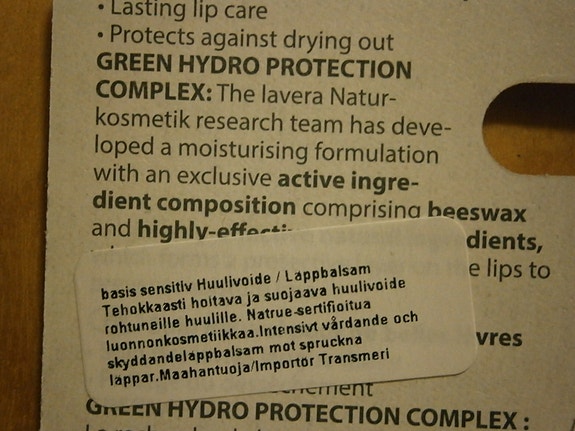 • Lasting lip care
• Protects against drying out
GREEN HYDRO PROTECTION
COMPLEX: The lavera Natur-
kosmetik research team has deve-
loped a moisturising formulation
with an exclusive active ingre-
dient composition comprising beeswax
and highly-effecti
dients,
e lips to
basis sensitiv Huulivoide / Läppbalsam
Tehokkaasti hoitava ja suojaava huulivoide
rohtuneille huulille. Natrue-sertifioitua
luonnonkosmetiikkaa.Intensivt vårdande och
skyddandeläppbalsam mot spruckna
läppar.Maahantuoja/Importör Transmeri
vres
GREEN HYDRO PROTECTION COMPLEX :